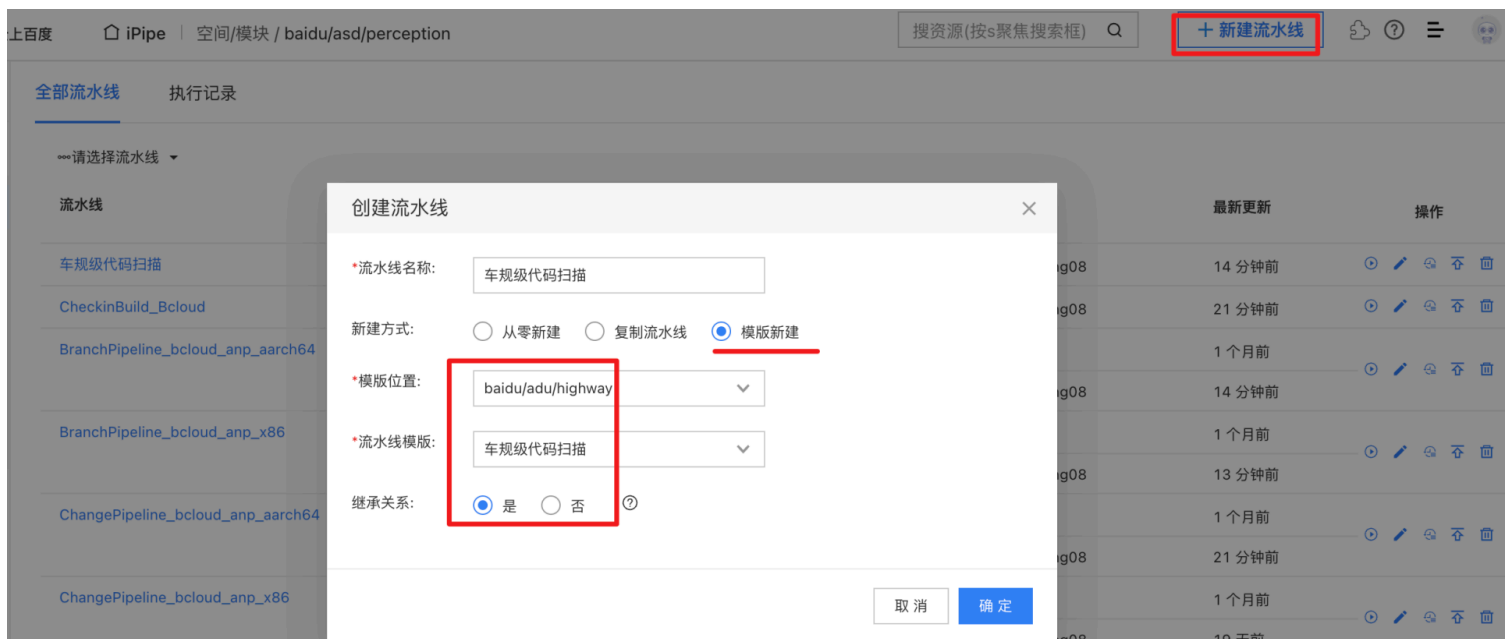 上百度 iPipe 空间/模块 / baidu/asd/perception 搜资源(按s聚焦搜索框) + 新建流水线
全部流水线 执行记录
请选择流水线
流水线 最新更新 操作
创建流水线
车规级代码扫描 g08 14 分钟前
*流水线名称: 车规级代码扫描
CheckinBuild_Bcloud g08 21 分钟前
新建方式: 从零新建 复制流水线 模版新建
BranchPipeline_bcloud_anp_aarch64 1 个月前
*模版位置: baidu/adu/highway
g08 14 分钟前
BranchPipeline_bcloud_anp_x86 1 个月前
*流水线模版: 车规级代码扫描
g08 13 分钟前
继承关系: 是 否
ChangePipeline_bcloud_anp_aarch64 1 个月前
g08 21 分钟前
ChangePipeline_bcloud_anp_x86 1 个月前
取 消 确 定